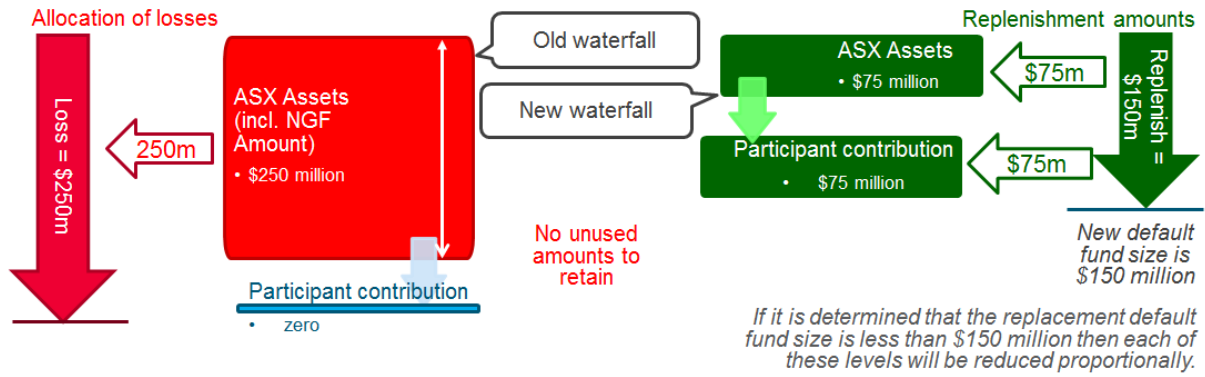 Allocation of losses
Loss = $250m
250m
ASX Assets
(incl. NGF
Amount)
• $250 million
Participant contribution
• zero
Old waterfall
New waterfall
No unused
amounts to
retain
Replenishment amounts
ASX Assets
• $75 million
$75m
Participant contribution
• $75 million
$75m
Replenish =
$150m
New default
fund size is
$150 million
If it is determined that the replacement default
fund size is less than $150 million then each of
these levels will be reduced proportionally.